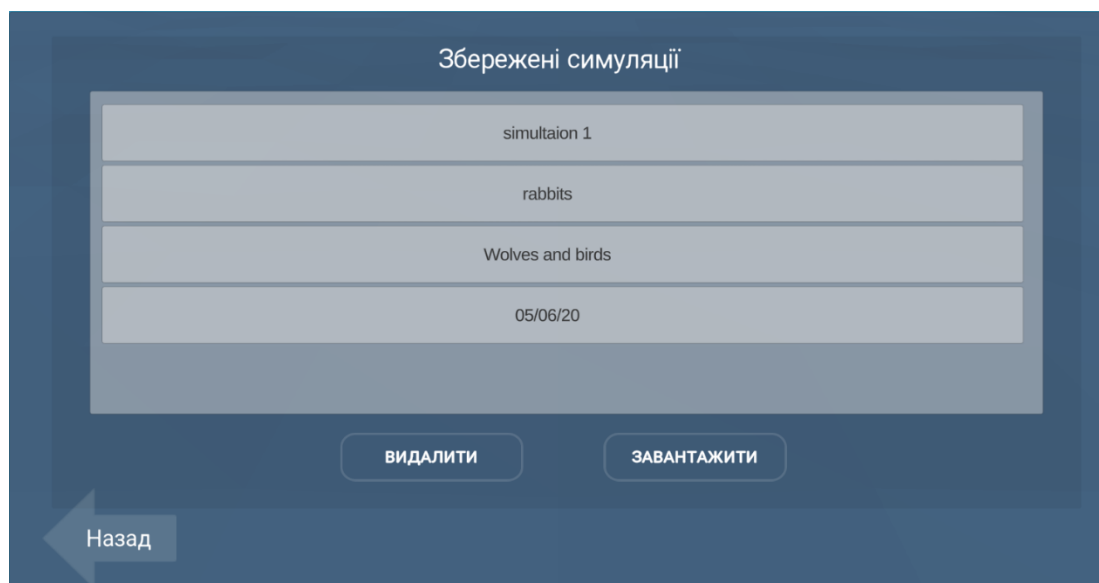 Збережені симуляції
simultaion 1
rabbits
Wolves and birds
05/06/20
ВИДАЛИТИ
ЗАВАНТАЖИТИ
Назад